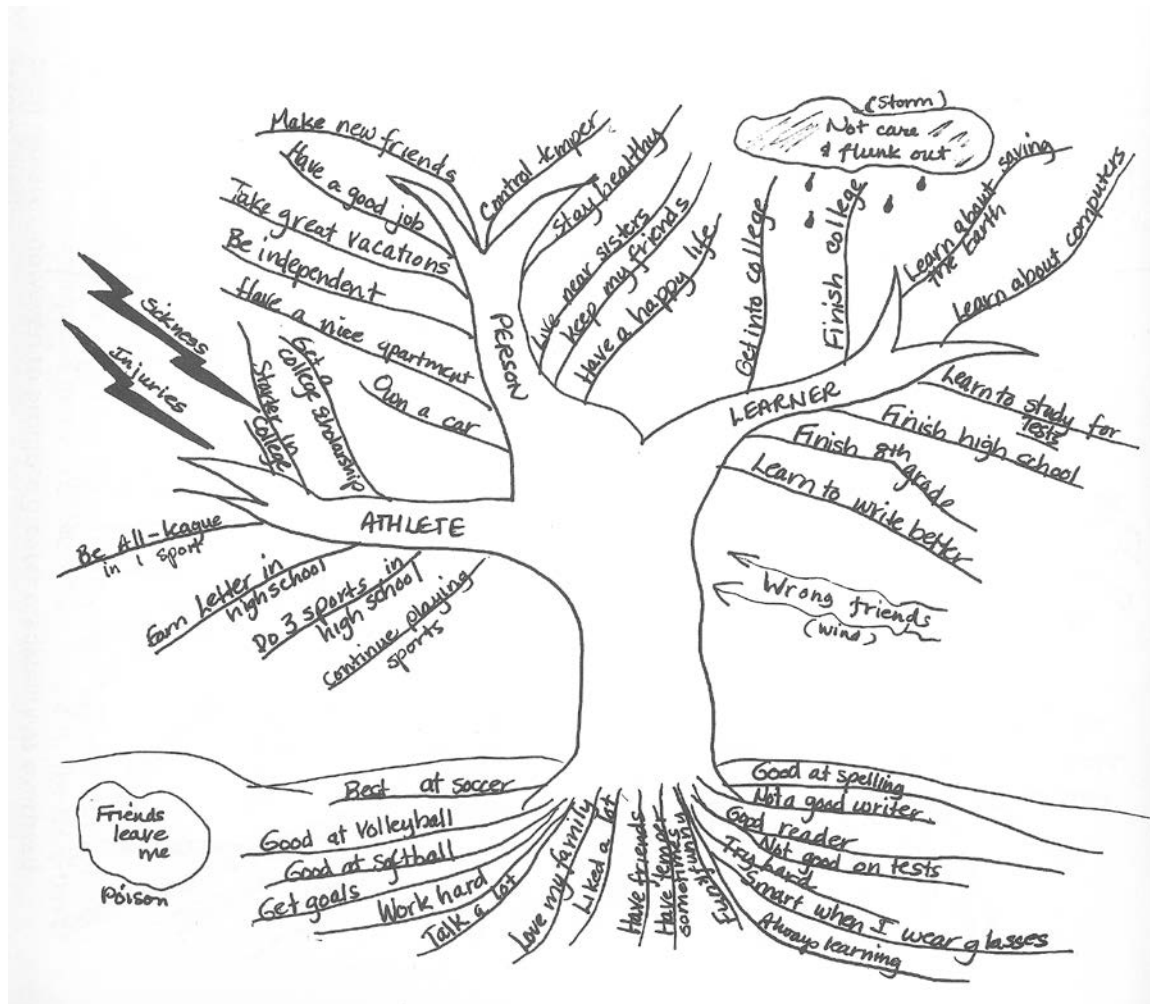 (Storm)
Not care
& flunk out
Make new friends
Have a good job
Take great vacations
Be independent
Have a nice apartment
Own a car
Control temper
Stay healthy
Live near sisters
keep my friends
Have a happy life
PERSON
Get into college
Finish college
Learn about saving
the Earth
Learn about computers
LEARNER
Learn to study for
Tests
Finish high school
Finish 8th
grade
Learn to write better
Sickness
Injuries
Starter in
College
Get a
college scholarship
ATHLETE
Be All-league
in 1 sport
Earn Letter in
high school
Do 3 sports in
high school
continue playing
sports
Wrong friends
(wind)
Friends
leave
me
Poison
Best at soccer
Good at Volleyball
Good at softball
Get goals
Work hard
Talk a lot
Love my family
Liked a lot
Have friends
Have temper
sometimes
Funny
Good at spelling
Not a good writer
Good reader
Not good on tests
Try hard
Smart when I wear glasses
Always learning